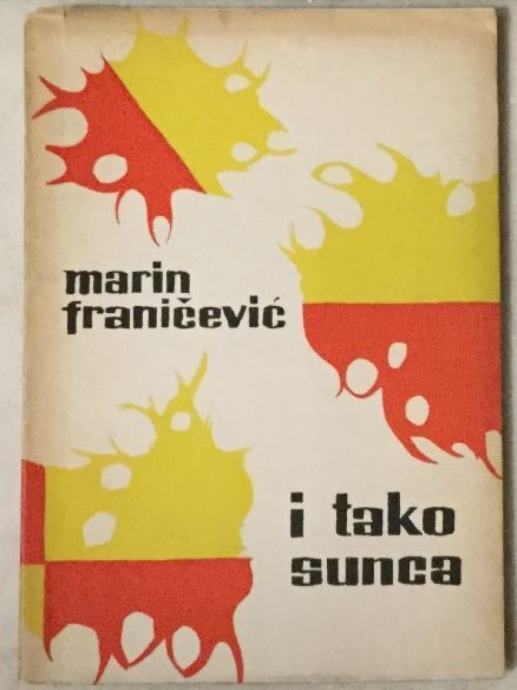 marin
franičević
i tako
sunca